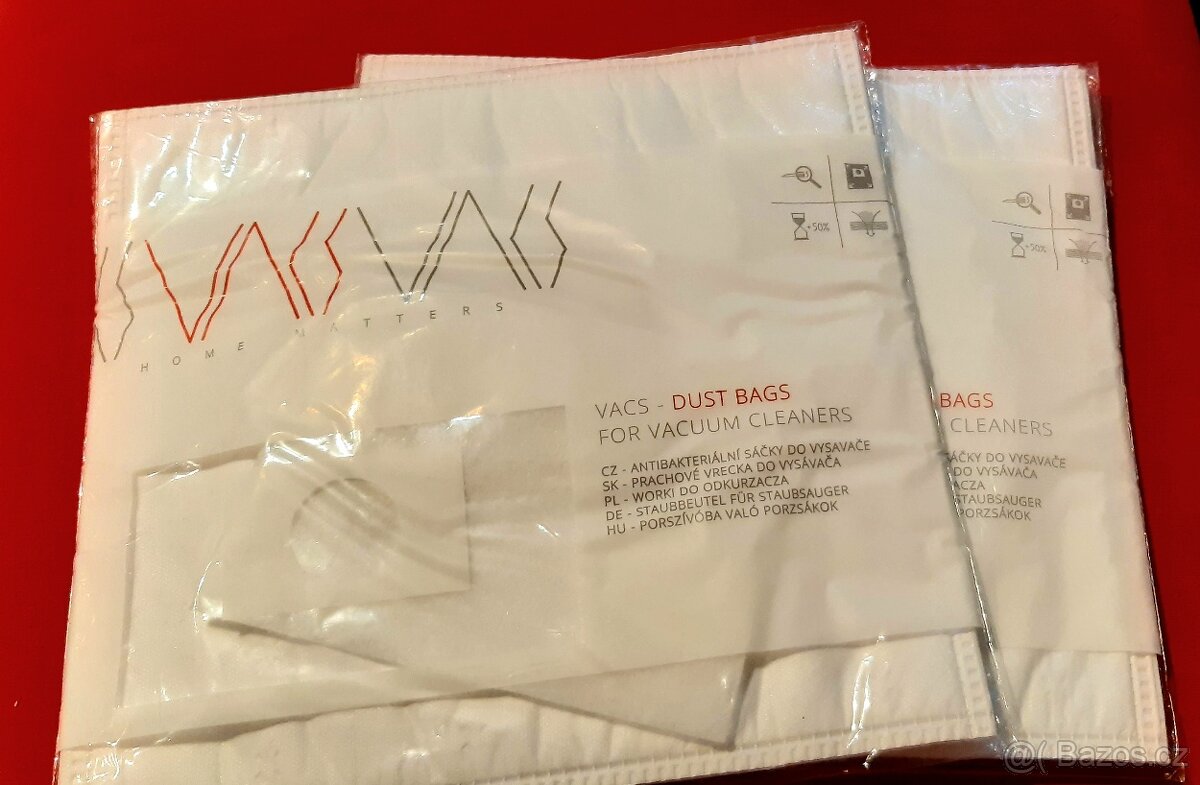 VACS VACS
HOME MATTERS
+50%
VACS - DUST BAGS
FOR VACUUM CLEANERS
CZ - ANTIBAKTERIÁLNÍ SÁČKY DO VYSAVAČE
SK - PRACHOVÉ VRECKA DO VYSÁVAČA
PL - WORKI DO ODKURZACZA
DE - STAUBBEUTEL FÜR STAUBSAUGER
HU - PORSZÍVÓBA VALÓ PORZSÁKOK
+50%
BAGS
CLEANERS
SÁČKY DO VYSAVAČE
DO VYSÁVAČA
ACZA
STAUBSAUGER
PORZSÁKOK
@( Bazos.cz